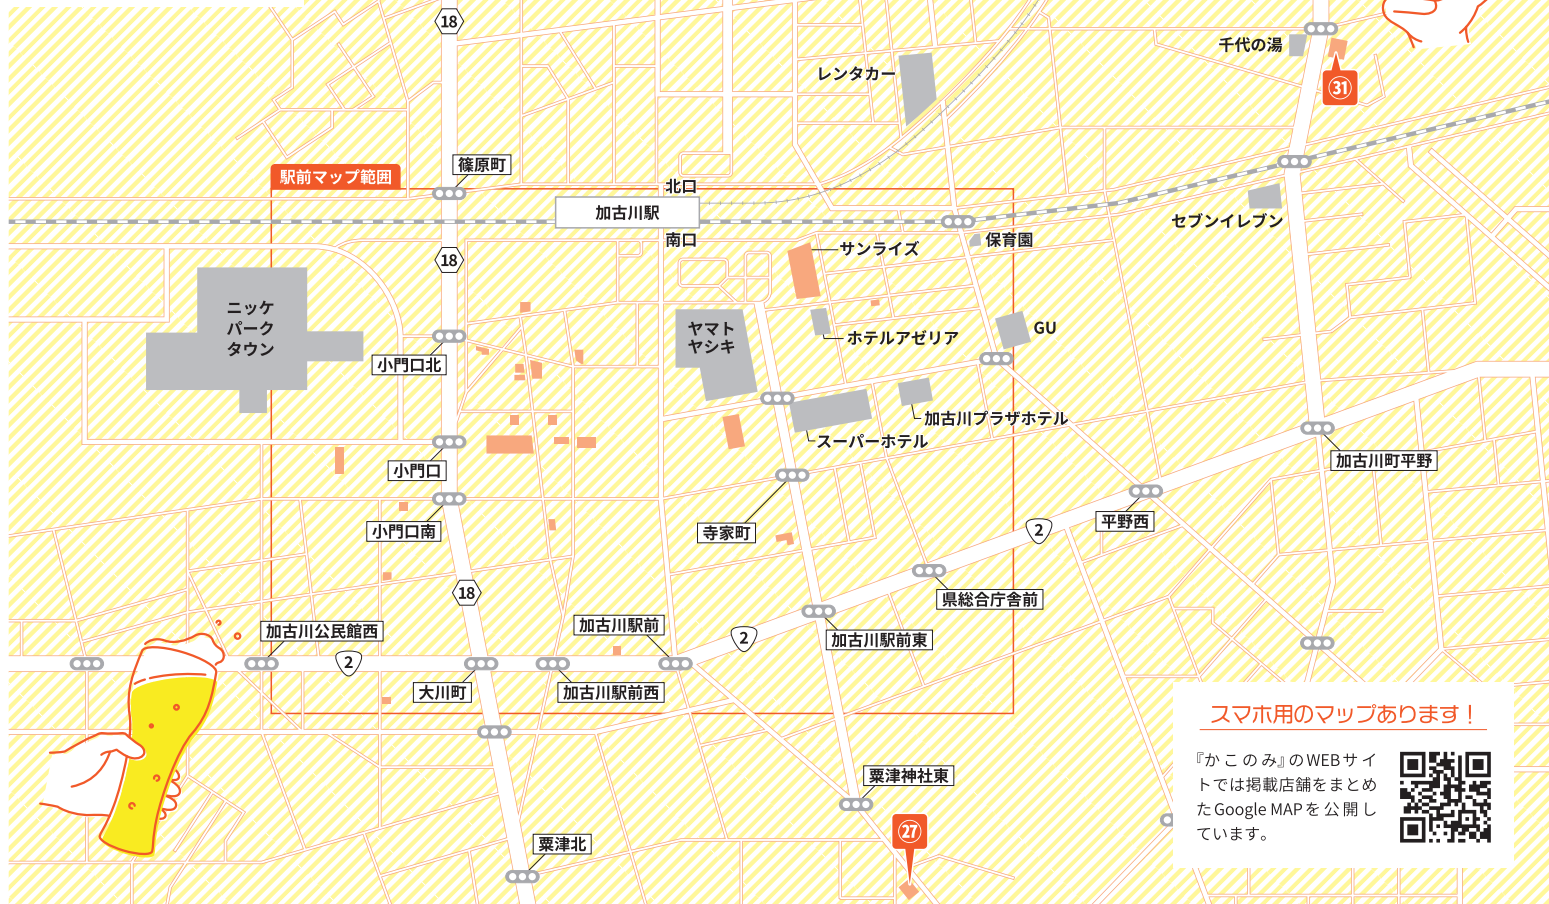 18
千代の湯
レンタカー
31
篠原町
駅前マップ範囲
北口
加古川駅
南口
セブンイレブン
サンライズ
保育園
18
ニッケ
パーク
タウン
ヤマト
ヤシキ
ホテルアゼリア
GU
小門口北
加古川プラザホテル
スーパーホテル
小門口
加古川町平野
小門口南
寺家町
平野西
2
18
県総合庁舎前
加古川公民館西
加古川駅前
2
加古川駅前東
2
大川町
加古川駅前西
スマホ用のマップあります！
『かこのみ』のWEBサイ
トでは掲載店舗をまとめ
たGoogle MAPを公開し
ています。
粟津神社東
27
粟津北